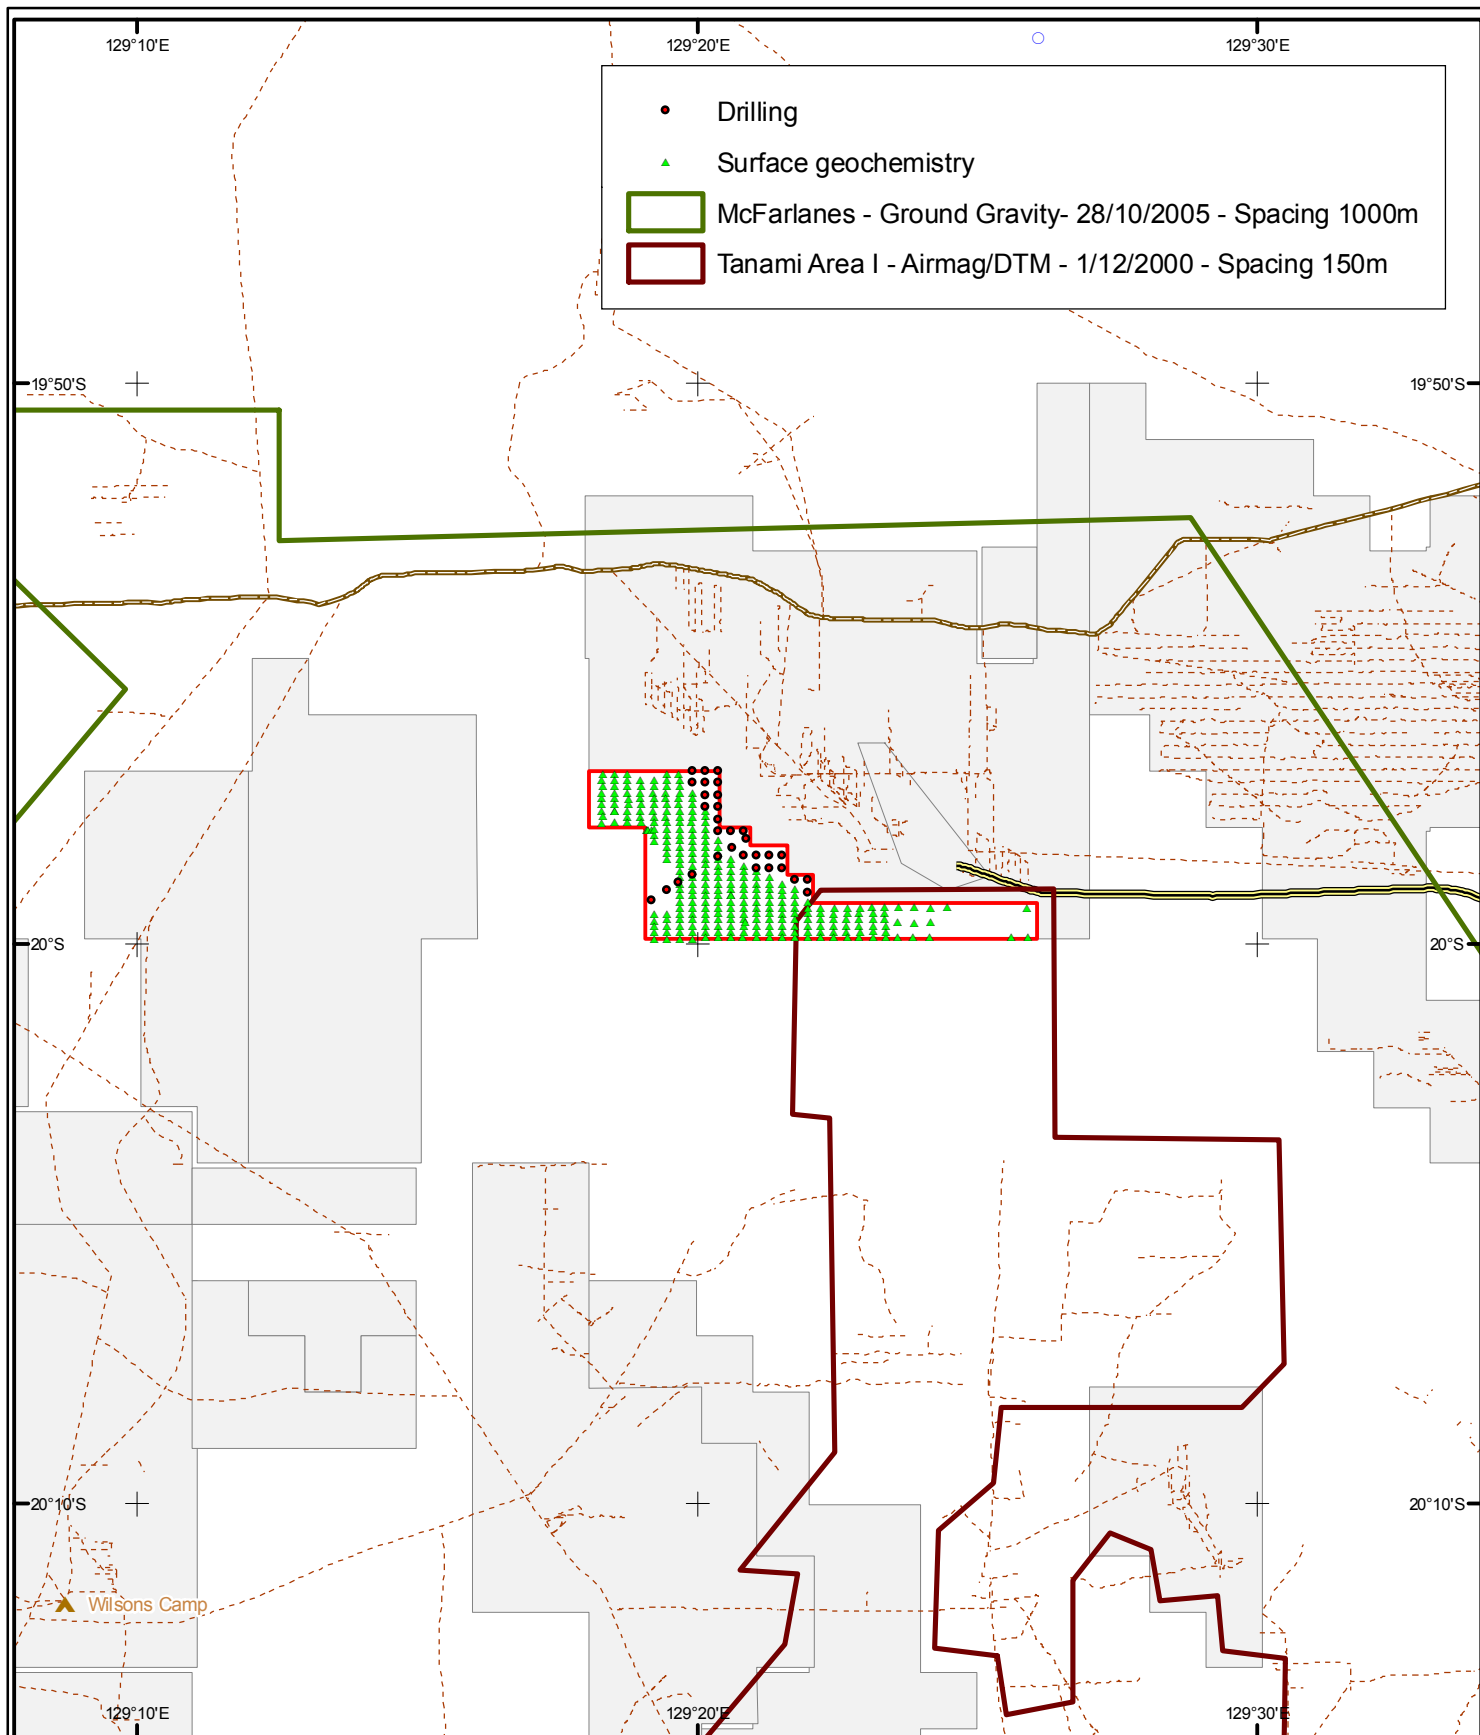 129°10'E
129°20'E
129°30'E
Drilling
Surface geochemistry
McFarlanes - Ground Gravity- 28/10/2005 - Spacing 1000m
Tanami Area I - Airmag/DTM - 1/12/2000 - Spacing 150m
19°50'S
19°50'S
20°S
20°S
20°10'S
20°10'S
Wilsons Camp
129°10'E
129°20'E
129°30'E